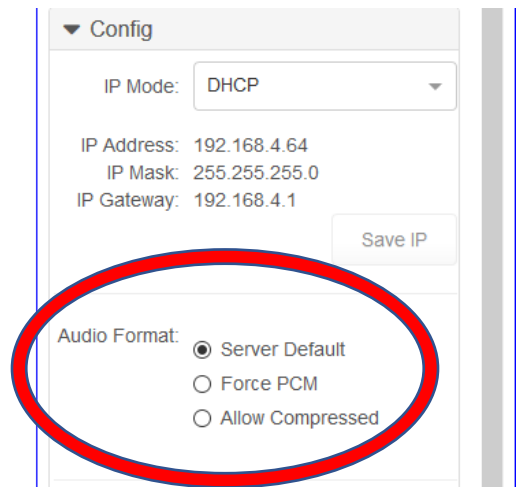 Config
IP Mode: DHCP
IP Address: 192.168.4.64
IP Mask: 255.255.255.0
IP Gateway: 192.168.4.1
Save IP
Audio Format:
Server Default
Force PCM
Allow Compressed